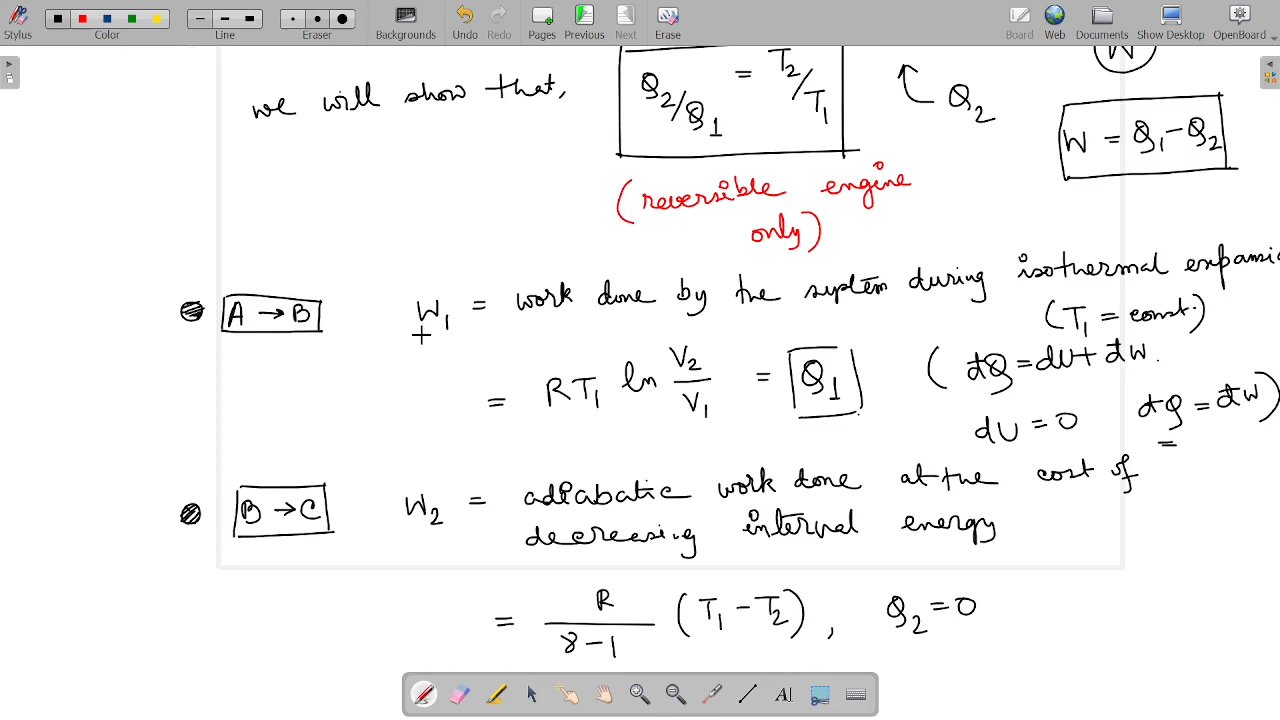 Stylus Color Line Eraser Backgrounds Undo Redo Pages Previous Next Erase Board Web Documents Show Desktop OpenBoard
we will show that, Q2/Q1 = T2/T1
Q2
W
W = Q1 - Q2
(reversible engine
only)
A → B W1 = work done by the system during isothermal expansio
(T1 = const.)
= RT1 ln V2/V1 = Q1 (đQ = dU + đW.
dU = 0 đQ = đW)
B → C W2 = adiabatic work done at the cost of
decreasing internal energy
= R/(γ-1) (T1 - T2), Q2 = 0